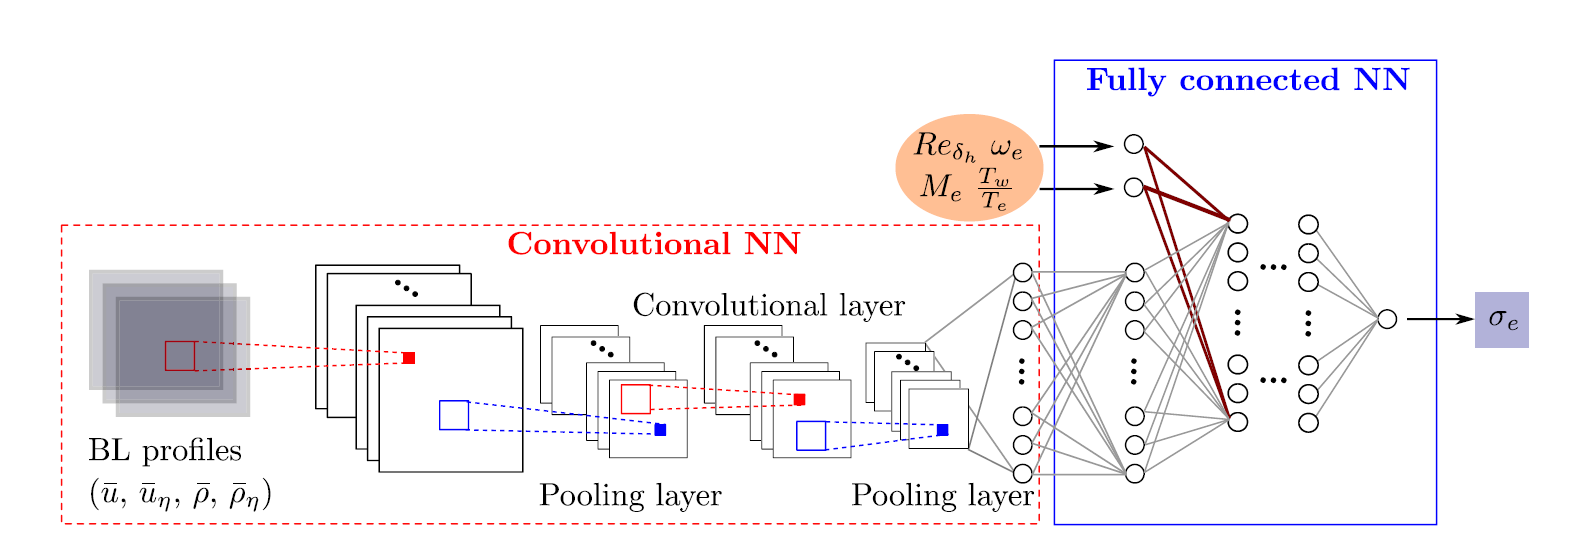 Fully connected NN
Re_{δ_h} ω_e
M_e T_w/T_e
Convolutional NN
Convolutional layer
σ_e
BL profiles
(ū, ū_η, ρ̄, ρ̄_η)
Pooling layer
Pooling layer